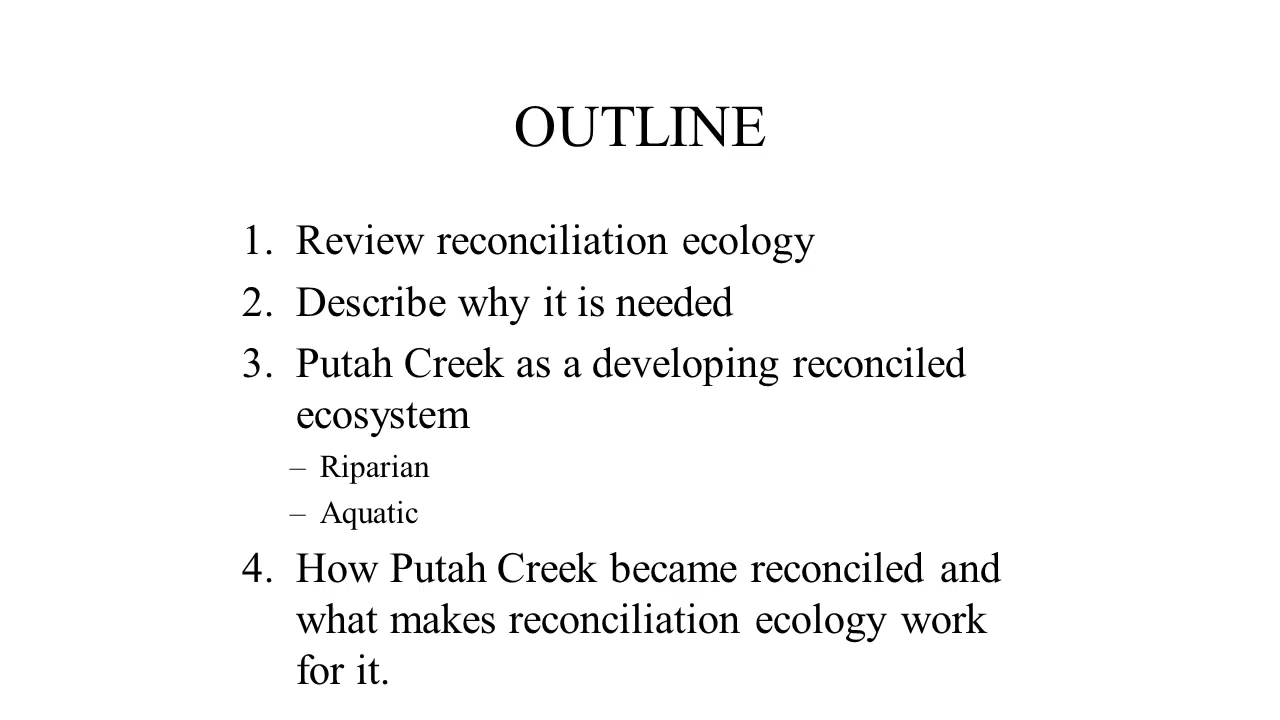 OUTLINE
1. Review reconciliation ecology
2. Describe why it is needed
3. Putah Creek as a developing reconciled
ecosystem
– Riparian
– Aquatic
4. How Putah Creek became reconciled and
what makes reconciliation ecology work
for it.